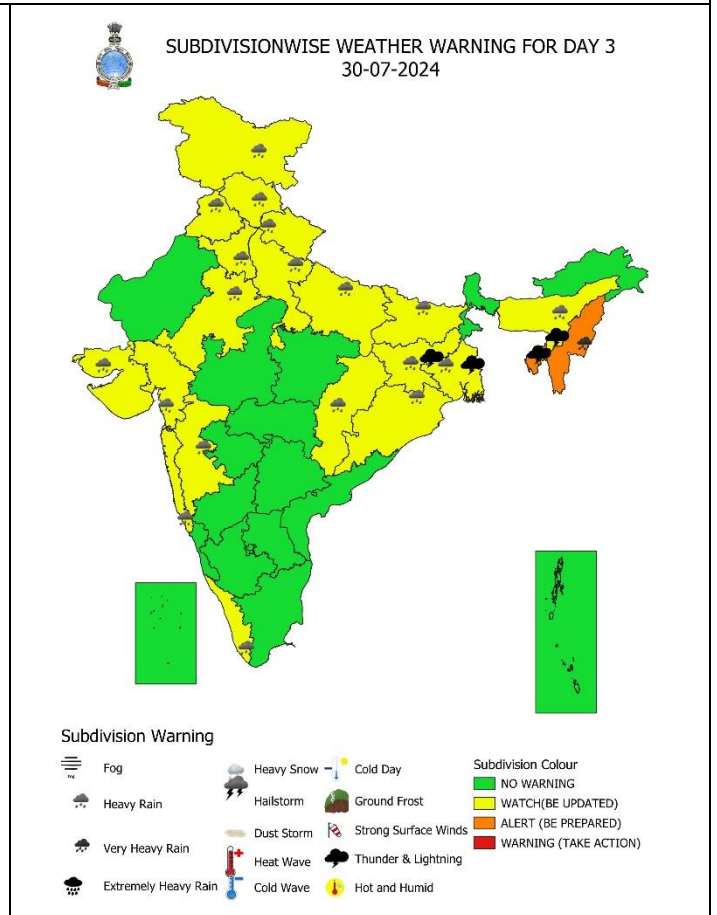 SUBDIVISIONWISE WEATHER WARNING FOR DAY 3
30-07-2024
Subdivision Warning
Fog
Heavy Rain
Very Heavy Rain
Extremely Heavy Rain
Heavy Snow
Hailstorm
Dust Storm
Heat Wave
Cold Wave
Cold Day
Ground Frost
Strong Surface Winds
Thunder & Lightning
Hot and Humid
Subdivision Colour
NO WARNING
WATCH(BE UPDATED)
ALERT (BE PREPARED)
WARNING (TAKE ACTION)